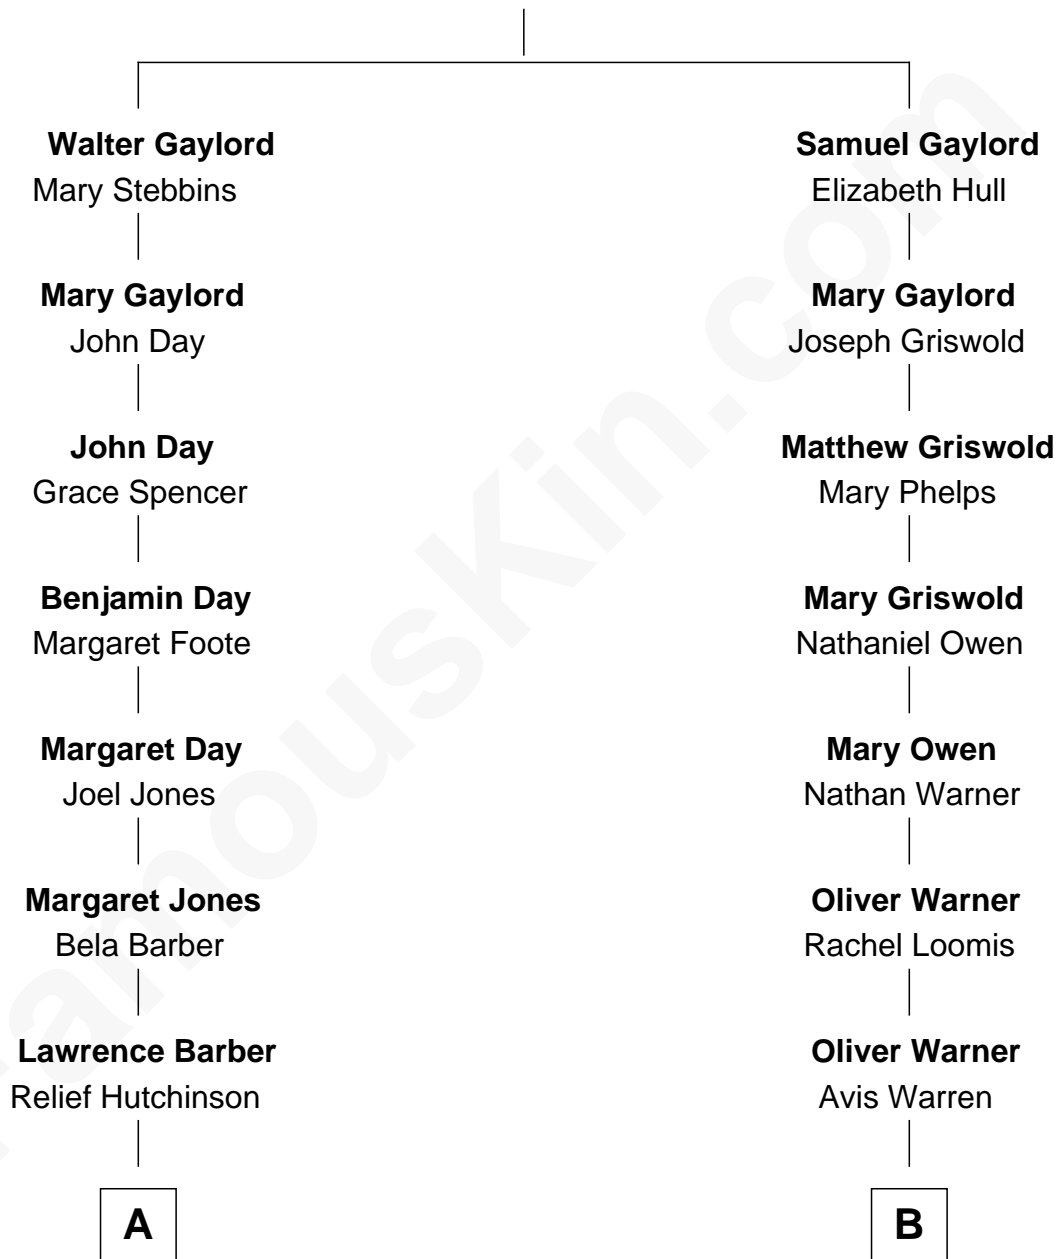 Walter Gaylord
Mary Stebbins
Mary Gaylord
John Day
John Day
Grace Spencer
Benjamin Day
Margaret Foote
Margaret Day
Joel Jones
Margaret Jones
Bela Barber
Lawrence Barber
Relief Hutchinson
A
Samuel Gaylord
Elizabeth Hull
Mary Gaylord
Joseph Griswold
Matthew Griswold
Mary Phelps
Mary Griswold
Nathaniel Owen
Mary Owen
Nathan Warner
Oliver Warner
Rachel Loomis
Oliver Warner
Avis Warren
B
FamousKin.com